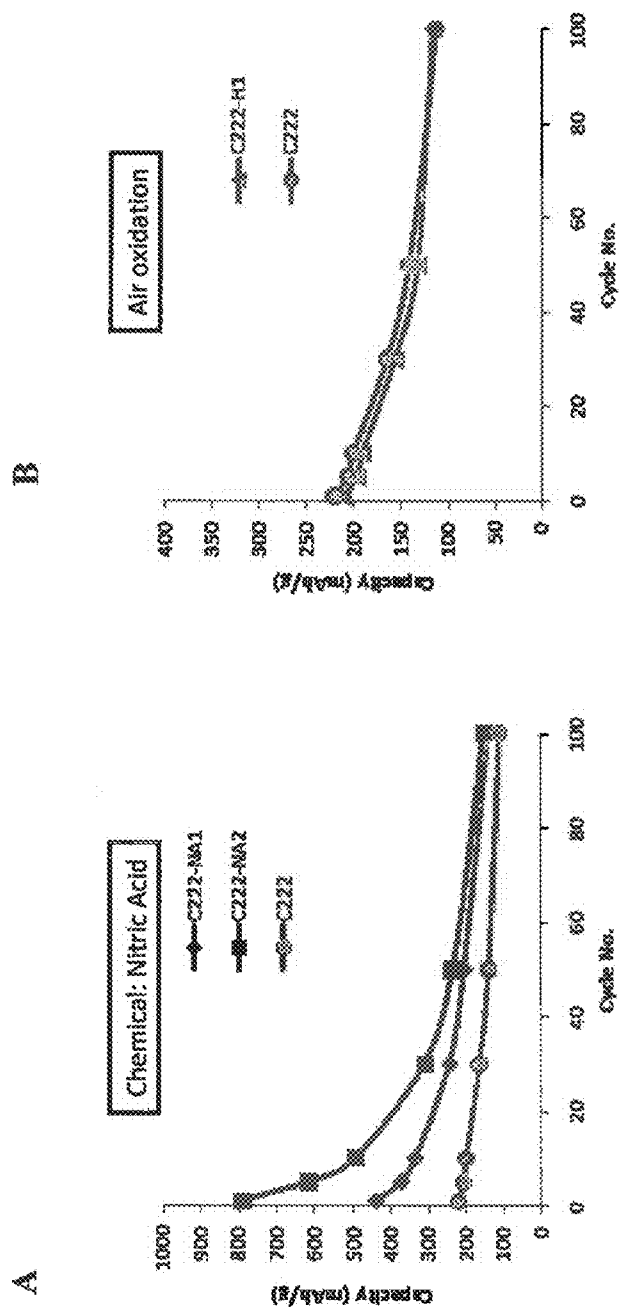 A
Chemical: Nitric Acid
C222-NA1
C222-NA2
C222
Capacity (mAh/g)
1000
900
800
700
600
500
400
300
200
100
0
0 20 40 60 80 100
Cycle No.
B
Air oxidation
C222-H1
C222
Capacity (mAh/g)
400
350
300
250
200
150
100
50
0
0 20 40 60 80 100
Cycle No.